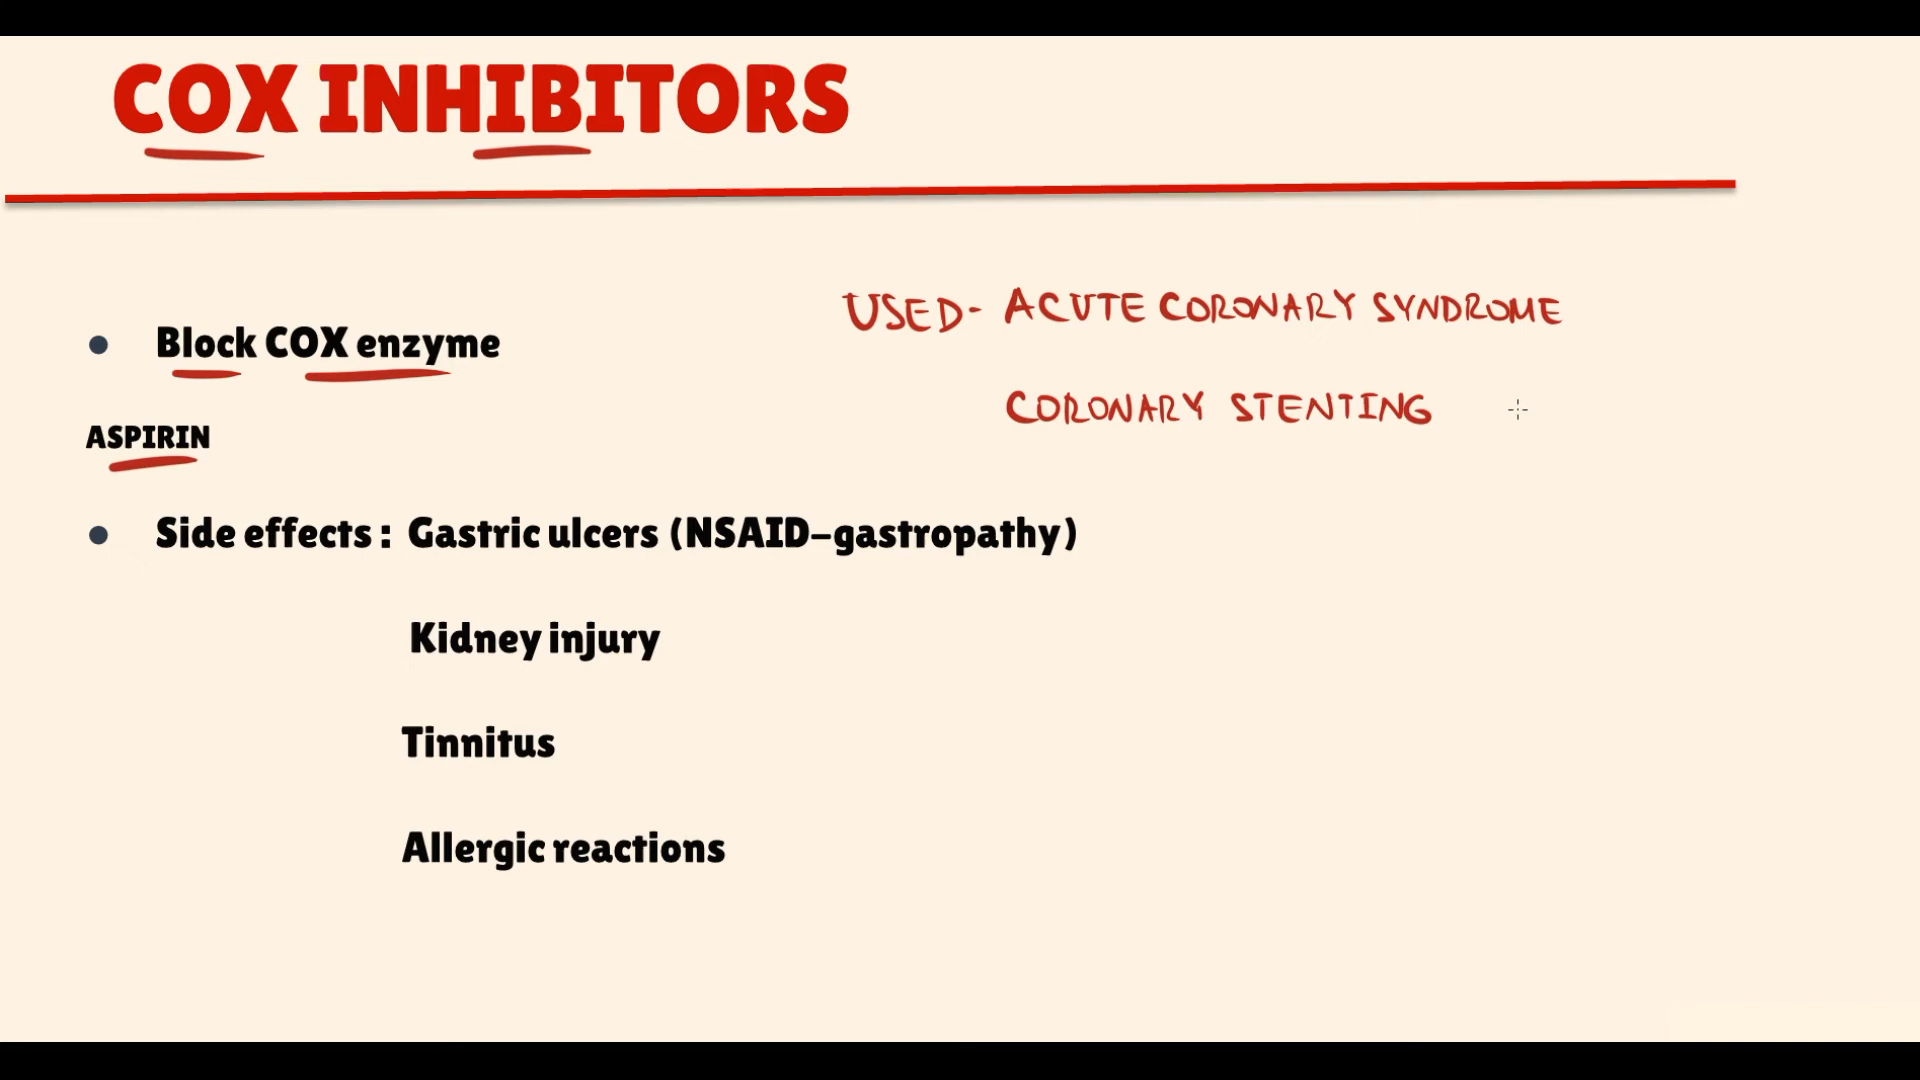 COX INHIBITORS
USED- ACUTE CORONARY SYNDROME
• Block COX enzyme
CORONARY STENTING
ASPIRIN
• Side effects : Gastric ulcers (NSAID-gastropathy)
Kidney injury
Tinnitus
Allergic reactions